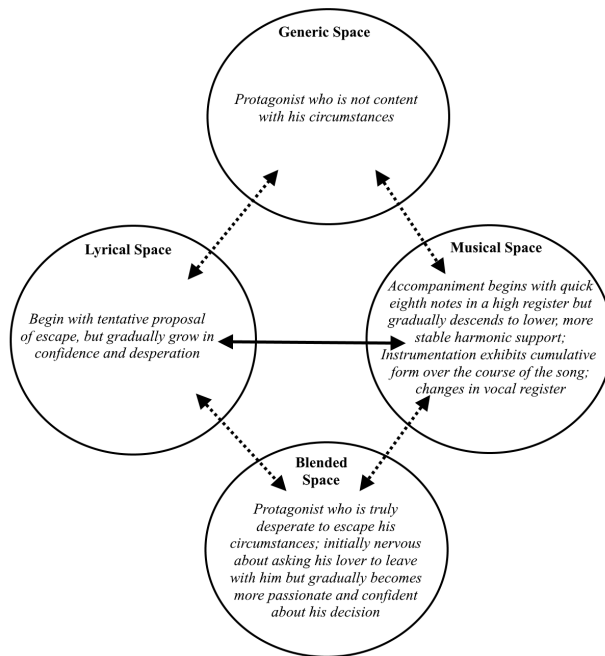 Generic Space
Protagonist who is not content
with his circumstances
Lyrical Space
Begin with tentative proposal
of escape, but gradually grow in
confidence and desperation
Musical Space
Accompaniment begins with quick
eighth notes in a high register but
gradually descends to lower, more
stable harmonic support;
Instrumentation exhibits cumulative
form over the course of the song;
changes in vocal register
Blended
Space
Protagonist who is truly
desperate to escape his
circumstances; initially nervous
about asking his lover to leave
with him but gradually becomes
more passionate and confident
about his decision